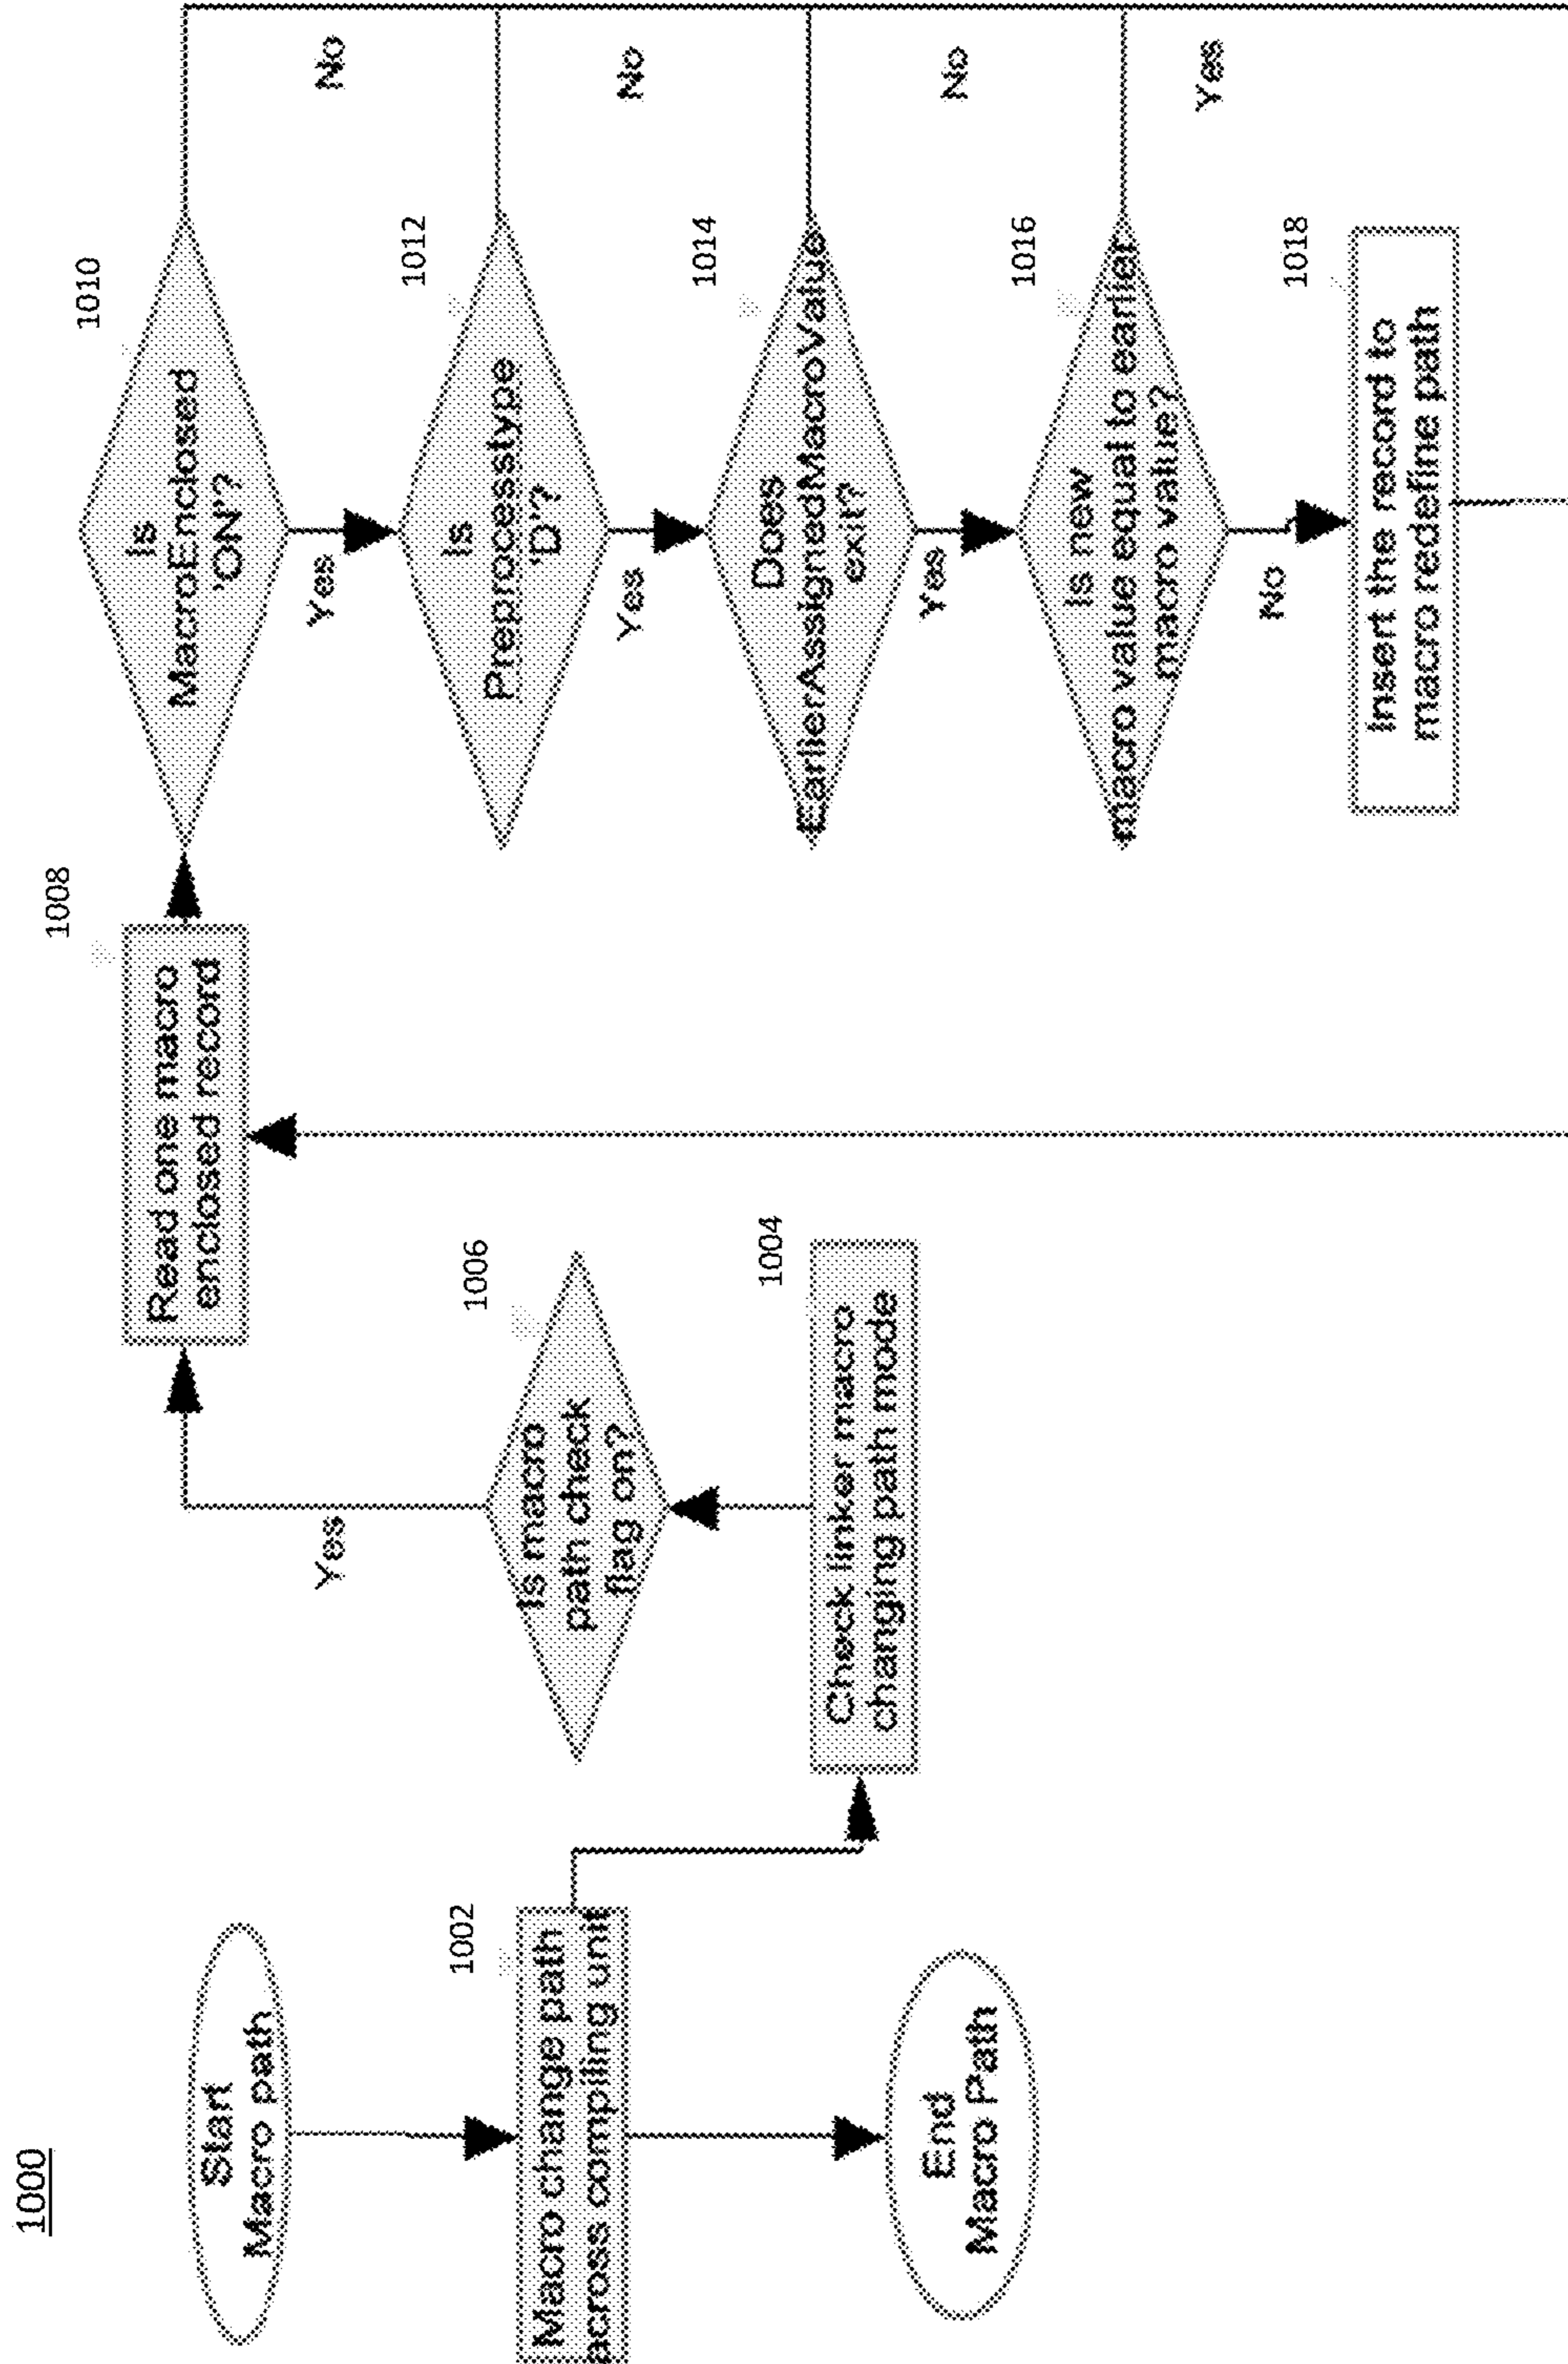 1000
Start
Macro path
1002
Macro change path
across compiling unit
End
Macro Path
1004
Check linker macro
changing path mode
1006
Is macro
path check
flag on?
Yes
1008
Read one macro
enclosed record
1010
Is
MacroEnclosed
'ON'?
No
Yes
1012
Is
Preprocesstype
'D'?
No
Yes
1014
Does
EarlierAssignedMacroValue
exit?
No
Yes
1016
Is new
macro value equal to earlier
macro value?
Yes
No
1018
Insert the record to
macro redefine path